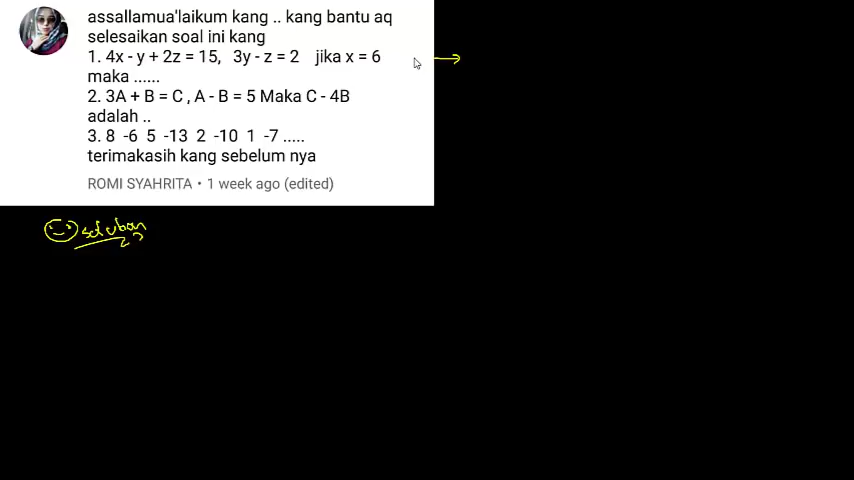 assallamua'laikum kang .. kang bantu aq
selesaikan soal ini kang
1. 4x - y + 2z = 15, 3y - z = 2 jika x = 6
maka ......
2. 3A + B = C , A - B = 5 Maka C - 4B
adalah ..
3. 8 -6 5 -13 2 -10 1 -7 .....
terimakasih kang sebelum nya
ROMI SYAHRITA • 1 week ago (edited)